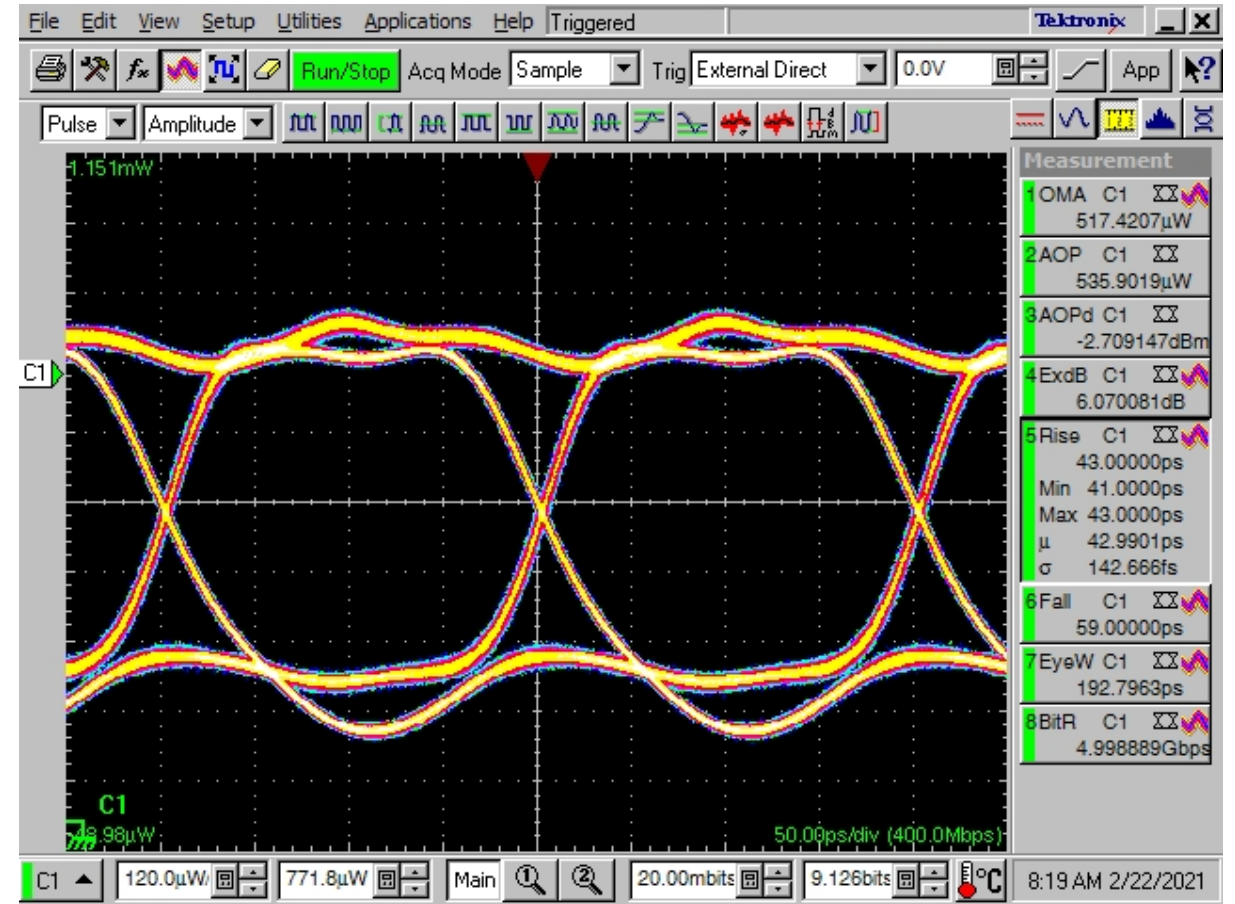 File Edit View Setup Utilities Applications Help Triggered Tektronix
Run/Stop Acq Mode Sample Trig External Direct 0.0V App
Pulse Amplitude
1.151mW
Measurement
1 OMA C1
517.4207µW
2 AOP C1
535.9019µW
3 AOPd C1
-2.709147dBm
C1
4 ExdB C1
6.070081dB
5 Rise C1
43.00000ps
Min 41.0000ps
Max 43.0000ps
µ 42.9901ps
σ 142.666fs
6 Fall C1
59.00000ps
7 EyeW C1
192.7963ps
8 BitR C1
4.998889Gbps
C1
-48.98µW 50.00ps/div (400.0Mbps)
C1 120.0µW/ 771.8µW Main 1 2 20.00mbits 9.126bits °C 8:19 AM 2/22/2021